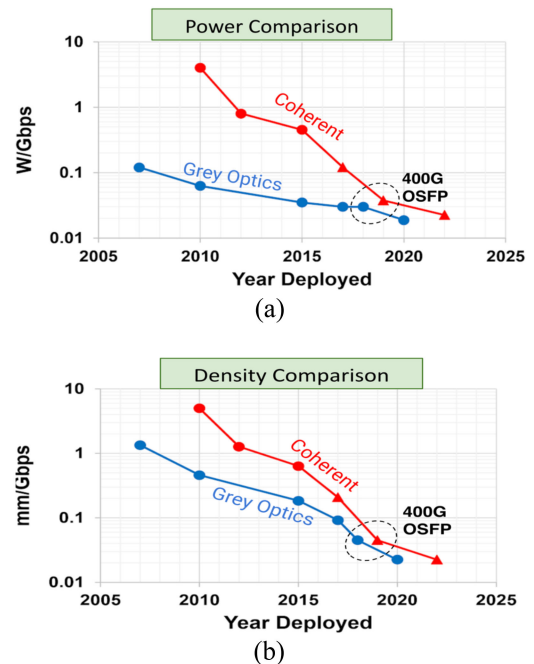 Power Comparison
10
1
0.1
0.01
W/Gbps
Coherent
Grey Optics
400G
OSFP
2005 2010 2015 2020 2025
Year Deployed
(a)
Density Comparison
10
1
0.1
0.01
mm/Gbps
Coherent
Grey Optics
400G
OSFP
2005 2010 2015 2020 2025
Year Deployed
(b)